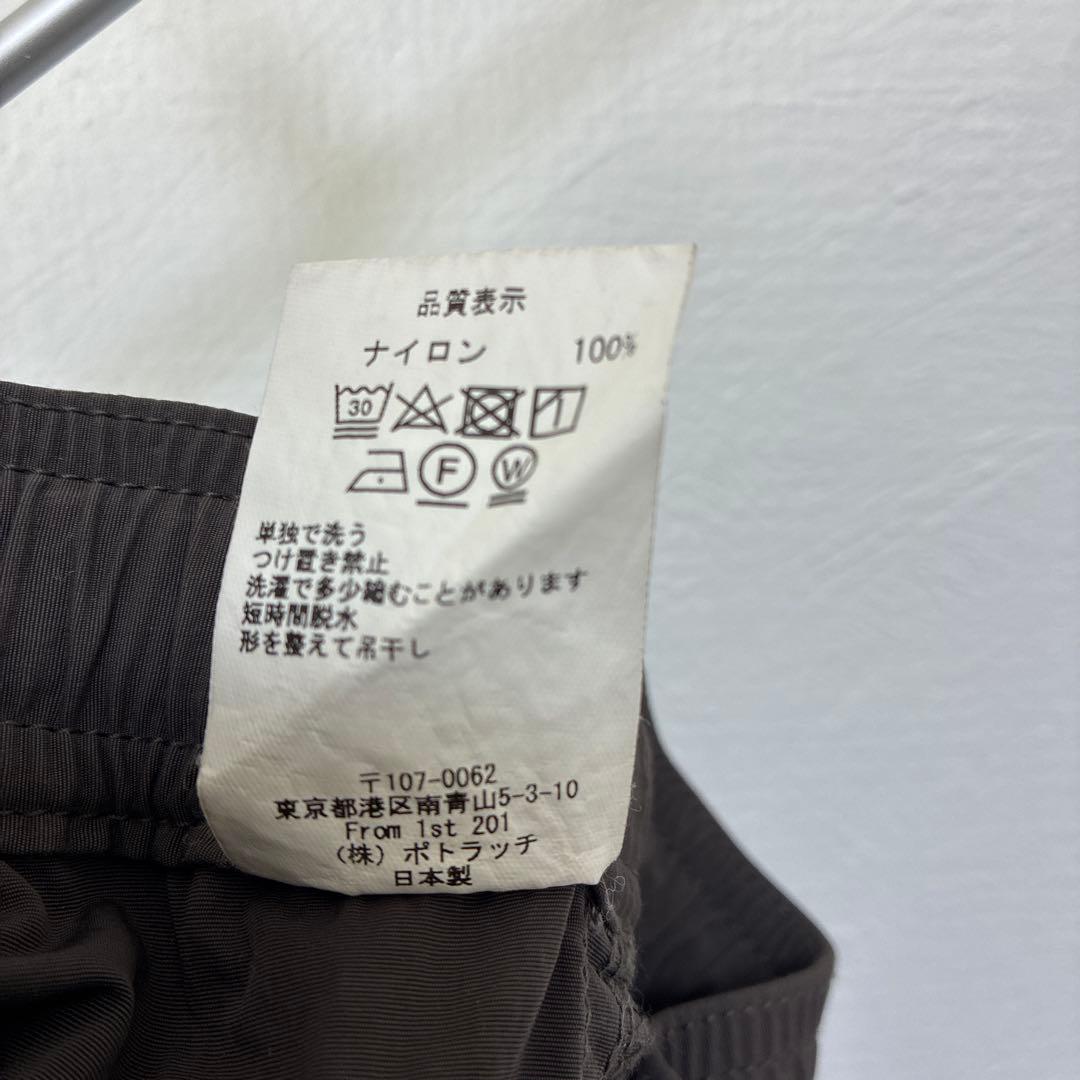 品質表示
ナイロン 100%
30
F W
単独で洗う
つけ置き禁止
洗濯で多少縮むことがあります
短時間脱水
形を整えて吊干し
〒107-0062
東京都港区南青山5-3-10
From 1st 201
(株) ポトラッチ
日本製